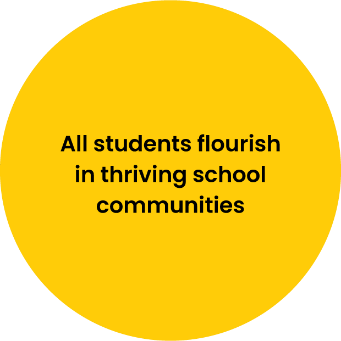 All students flourish
in thriving school
communities